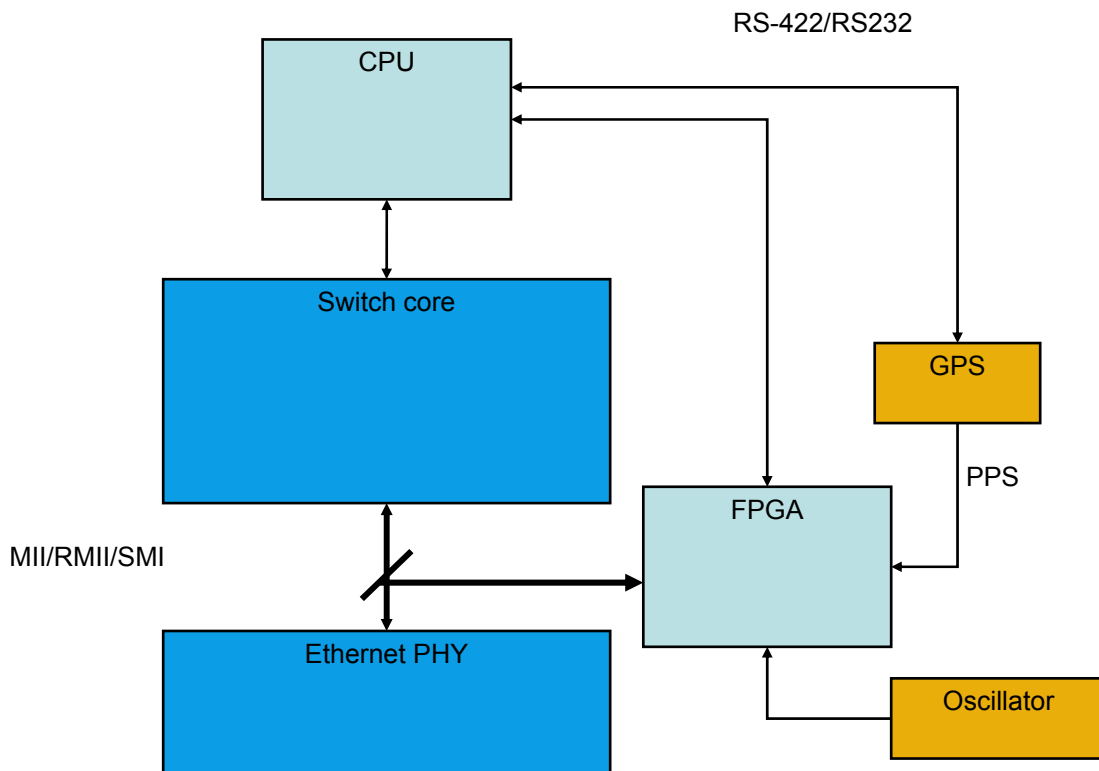 RS-422/RS232
CPU
Switch core
GPS
PPS
FPGA
MII/RMII/SMI
Ethernet PHY
Oscillator